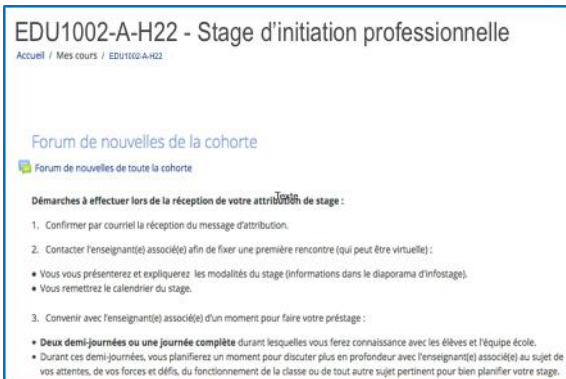 EDU1002-A-H22 - Stage d’initiation professionnelle
Accueil / Mes cours / EDU1002-A-H22
Forum de nouvelles de la cohorte
Forum de nouvelles de toute la cohorte
Texte
Démarches à effectuer lors de la réception de votre attribution de stage :
1. Confirmer par courriel la réception du message d'attribution.
2. Contacter l'enseignant(e) associé(e) afin de fixer une première rencontre (qui peut être virtuelle) :
• Vous vous présenterez et expliquerez les modalités du stage (informations dans le diaporama d'infostage).
• Vous remettrez le calendrier du stage.
3. Convenir avec l'enseignant(e) associé(e) d'un moment pour faire votre préstage :
• Deux demi-journées ou une journée complète durant lesquelles vous ferez connaissance avec les élèves et l'équipe école.
• Durant ces demi-journées, vous planifierez un moment pour discuter plus en profondeur avec l'enseignant(e) associé(e) au sujet de
vos attentes, de vos forces et défis, du fonctionnement de la classe ou de tout autre sujet pertinent pour bien planifier votre stage.